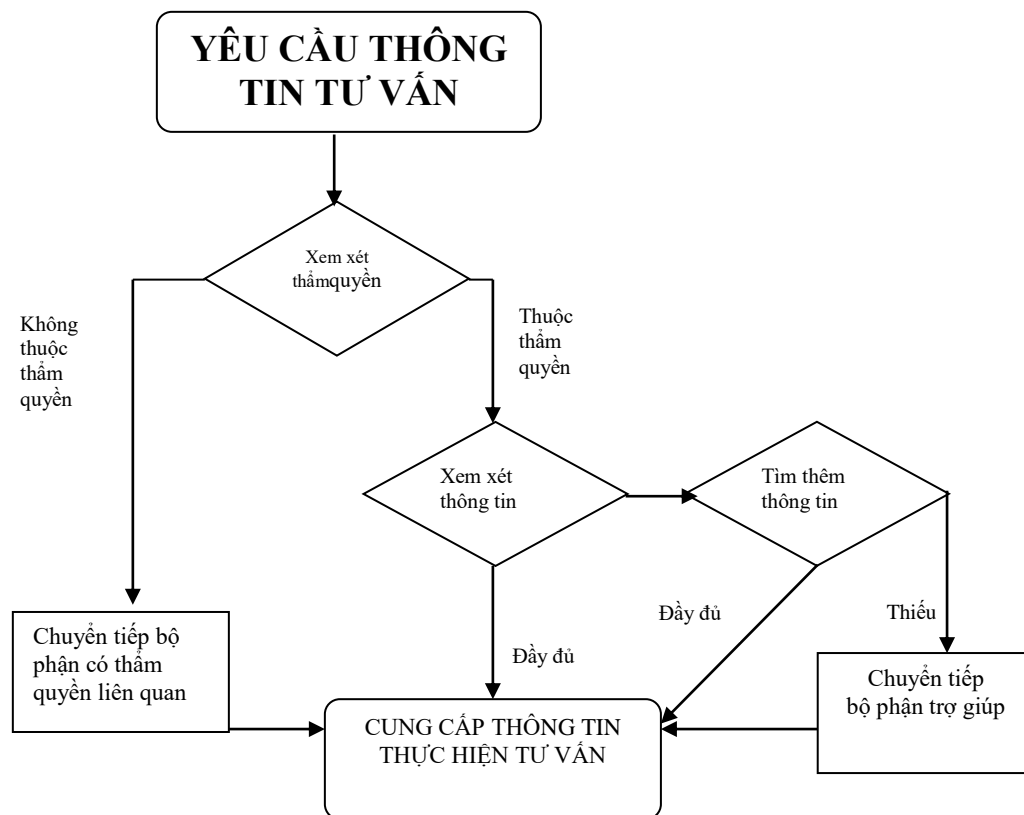 YÊU CẦU THÔNG
TIN TƯ VẤN
Xem xét
thẩmquyền
Không
thuộc
thẩm
quyền
Thuộc
thẩm
quyền
Xem xét
thông tin
Tìm thêm
thông tin
Đầy đủ
Thiếu
Đầy đủ
Chuyển tiếp bộ
phận có thẩm
quyền liên quan
Chuyển tiếp
bộ phận trợ giúp
CUNG CẤP THÔNG TIN
THỰC HIỆN TƯ VẤN